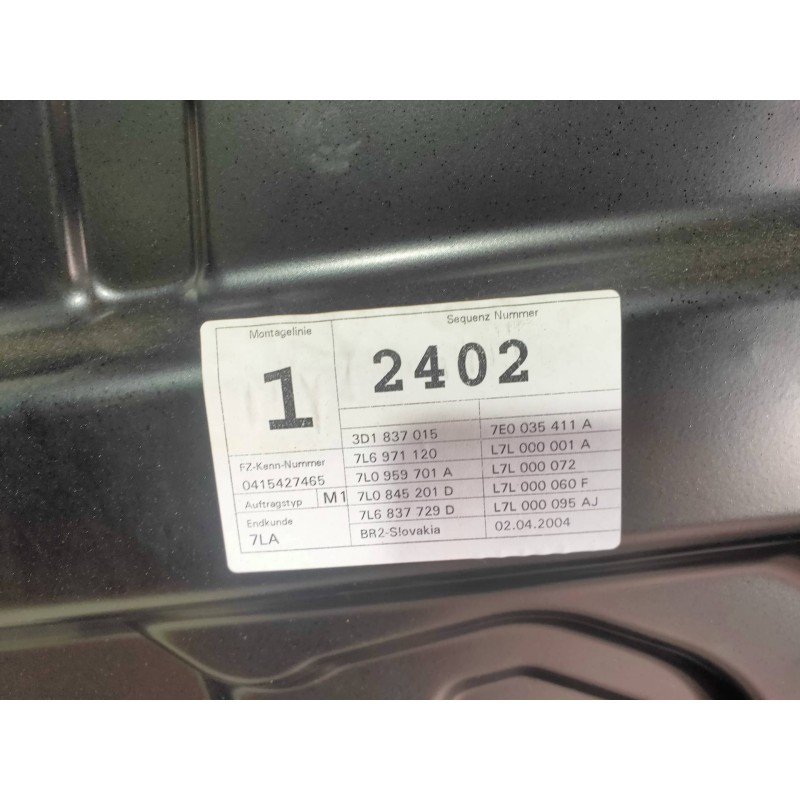 Montagelinie
Sequenz Nummer
1
2402
3D1 837 015
7E0 035 411 A
7L6 971 120
L7L 000 001 A
FZ-Kenn-Nummer
7L0 959 701 A
L7L 000 072
0415427465
7L0 845 201 D
L7L 000 060 F
Auftragstyp
M1
7L6 837 729 D
L7L 000 095 AJ
Endkunde
BR2-Slovakia
02.04.2004
7LA